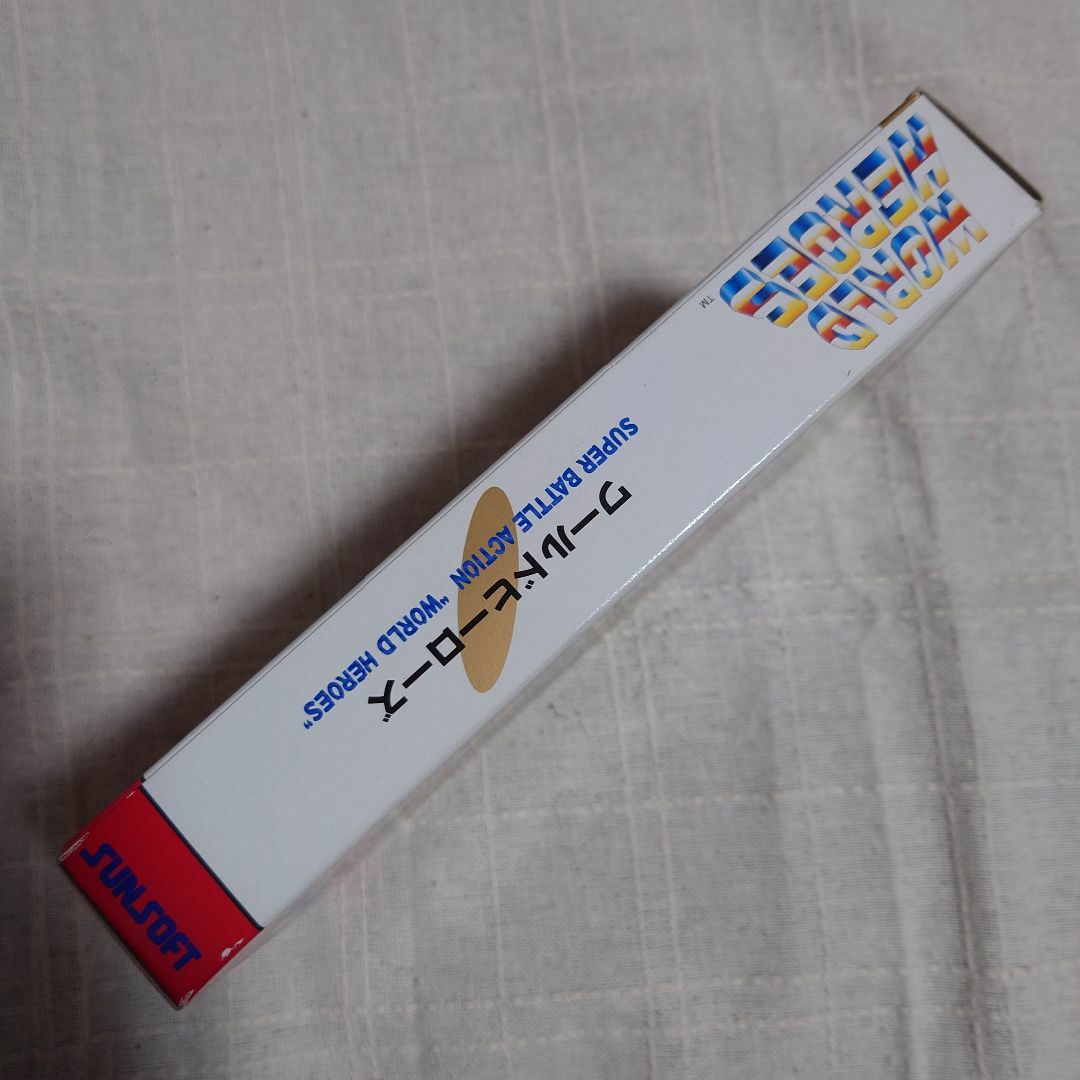 WORLD
HEROES
TM
ワールドヒーローズ
SUPER BATTLE ACTION "WORLD HEROES"
SUNSOFT